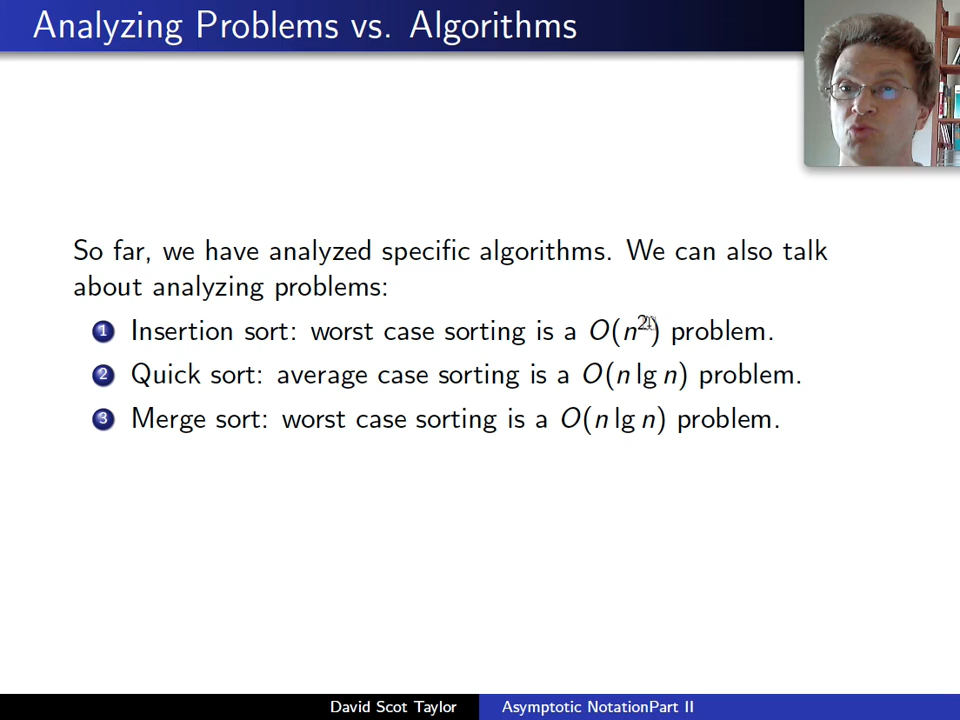 Analyzing Problems vs. Algorithms
So far, we have analyzed specific algorithms. We can also talk
about analyzing problems:
1 Insertion sort: worst case sorting is a O(n²) problem.
2 Quick sort: average case sorting is a O(n lg n) problem.
3 Merge sort: worst case sorting is a O(n lg n) problem.
David Scot Taylor Asymptotic NotationPart II